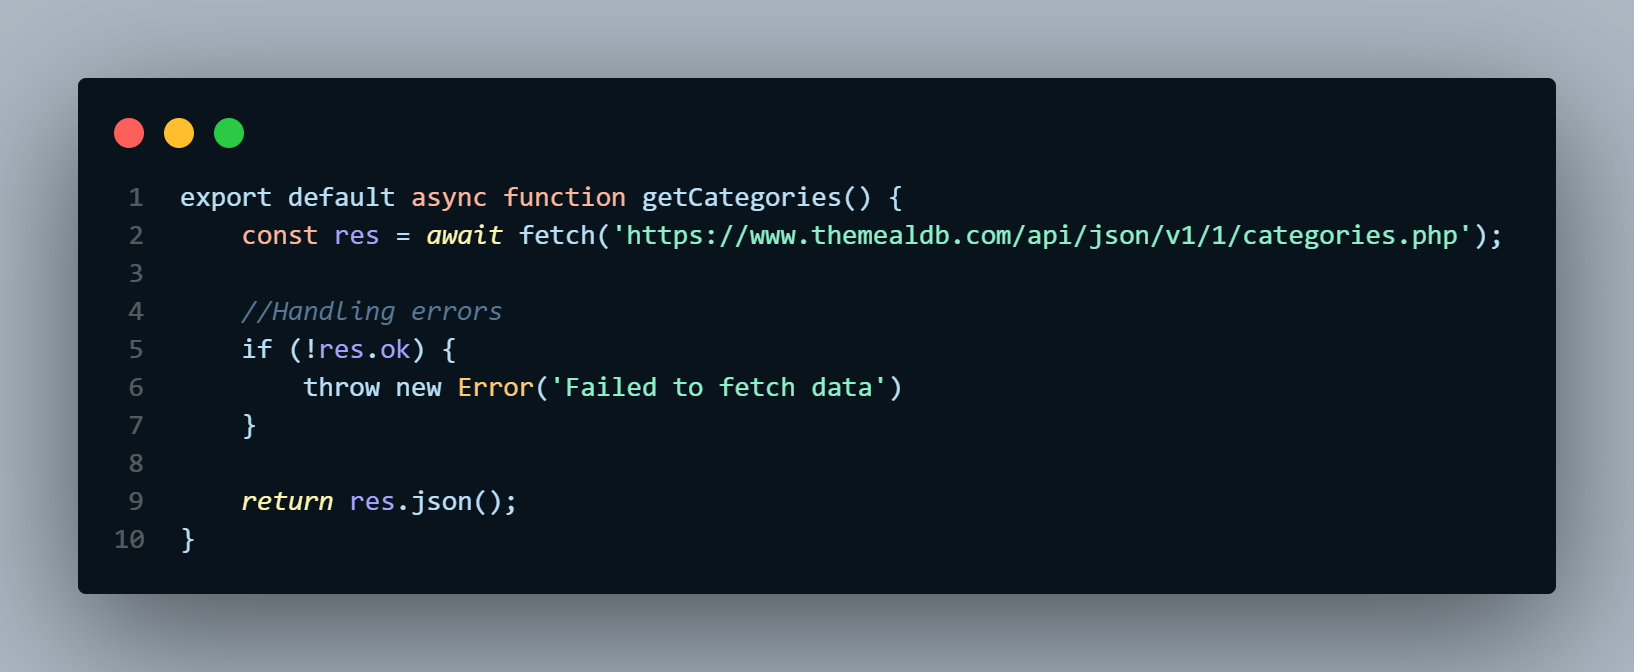 1 export default async function getCategories() {
2     const res = await fetch('https://www.themealdb.com/api/json/v1/1/categories.php');
3
4     //Handling errors
5     if (!res.ok) {
6         throw new Error('Failed to fetch data')
7     }
8
9     return res.json();
10 }